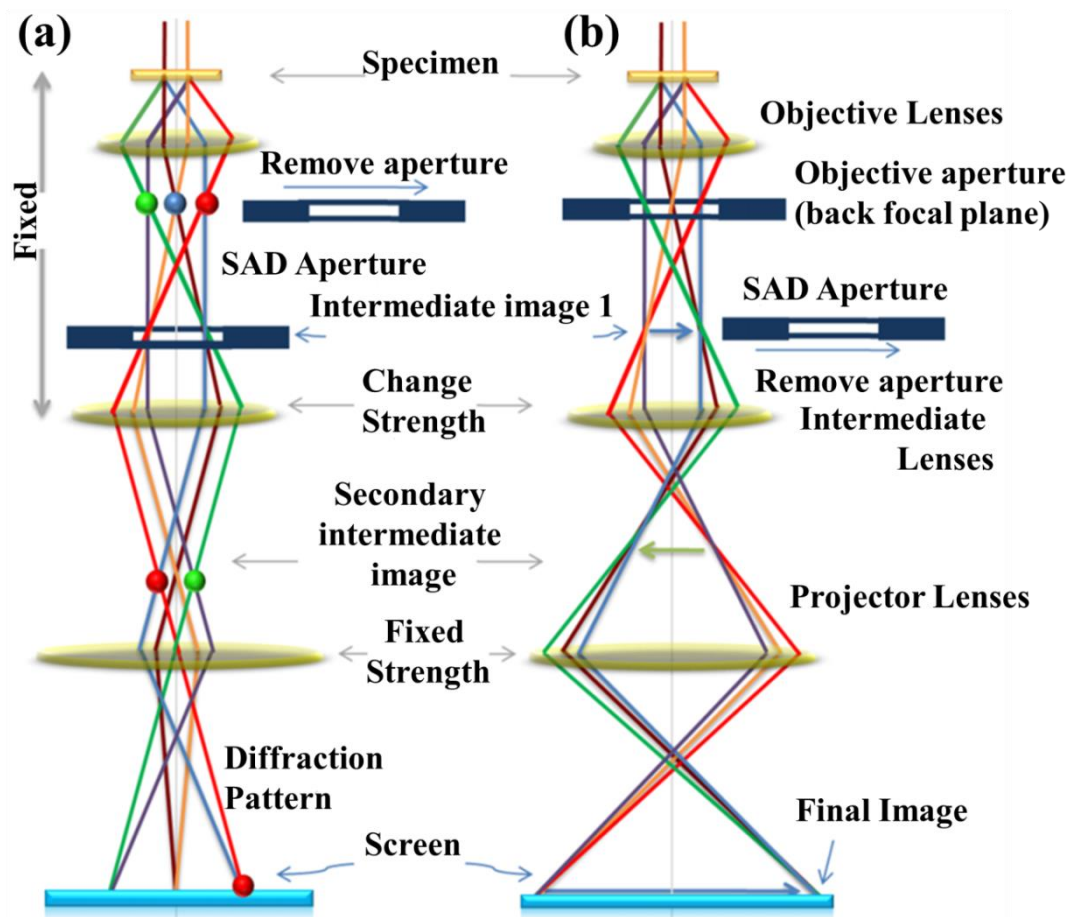 (a)
(b)
Specimen
Objective Lenses
Remove aperture
Objective aperture
(back focal plane)
Fixed
SAD Aperture
Intermediate image 1
SAD Aperture
Remove aperture
Change
Strength
Intermediate
Lenses
Secondary
intermediate
image
Projector Lenses
Fixed
Strength
Diffraction
Pattern
Final Image
Screen